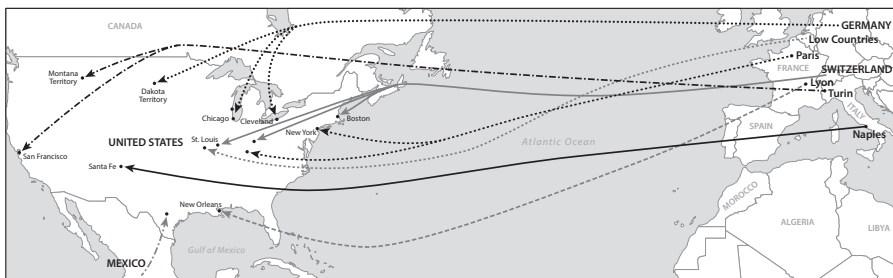 CANADA
GERMANY
Low Countries
Paris
FRANCE
SWITZERLAND
Lyon
Turin
ITALY
Montana
Territory
Dakota
Territory
Chicago
Cleveland
Boston
New York
UNITED STATES
St. Louis
Atlantic Ocean
SPAIN
Naples
San Francisco
Santa Fe
New Orleans
MOROCCO
ALGERIA
LIBYA
Gulf of Mexico
MEXICO